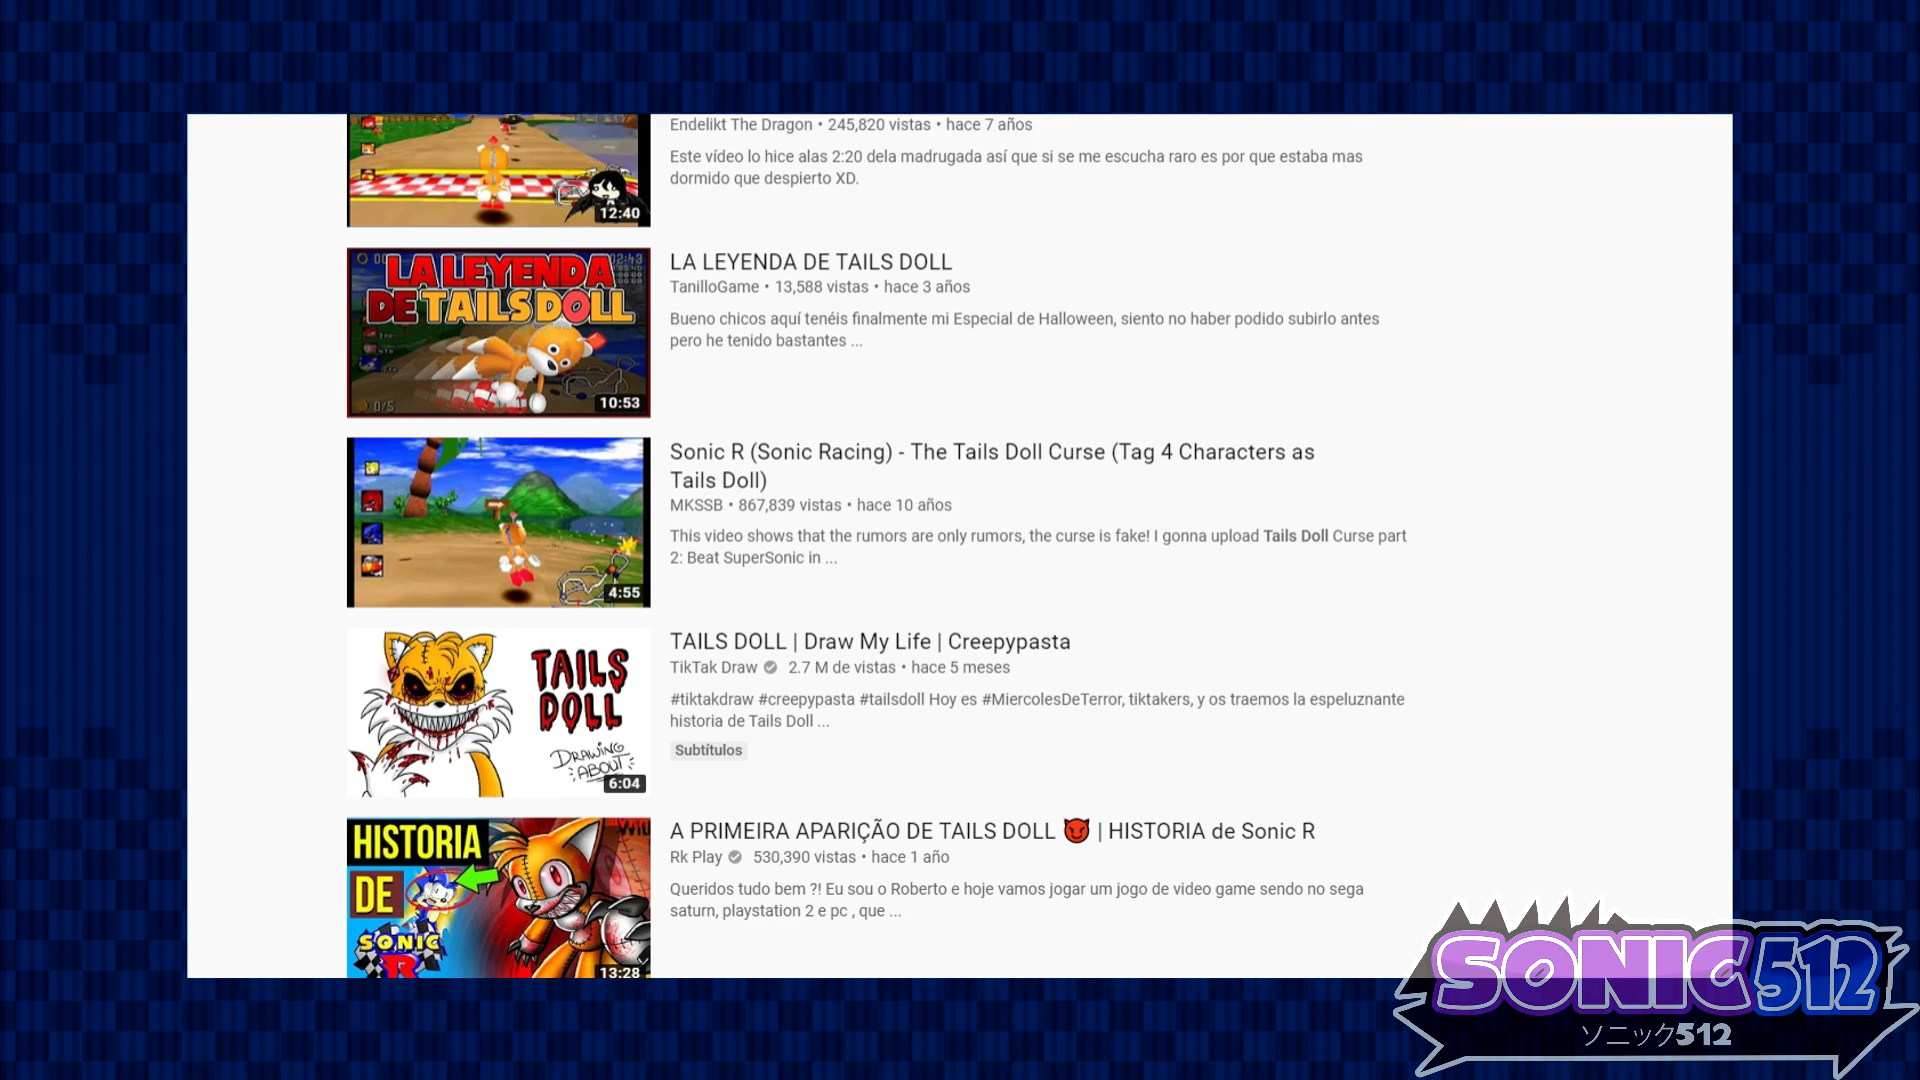 Endelikt The Dragon • 245,820 vistas • hace 7 años
Este vídeo lo hice alas 2:20 dela madrugada así que si se me escucha raro es por que estaba mas
dormido que despierto XD.
12:40
LA LEYENDA
DE TAILS DOLL
0/5
10:53
LA LEYENDA DE TAILS DOLL
TanilloGame • 13,588 vistas • hace 3 años
Bueno chicos aquí tenéis finalmente mi Especial de Halloween, siento no haber podido subirlo antes
pero he tenido bastantes ...
4:55
Sonic R (Sonic Racing) - The Tails Doll Curse (Tag 4 Characters as
Tails Doll)
MKSSB • 867,839 vistas • hace 10 años
This video shows that the rumors are only rumors, the curse is fake! I gonna upload Tails Doll Curse part
2: Beat SuperSonic in ...
TAILS
DOLL
DRAWING
ABOUT
6:04
TAILS DOLL | Draw My Life | Creepypasta
TikTak Draw 2.7 M de vistas • hace 5 meses
#tiktakdraw #creepypasta #tailsdoll Hoy es #MiercolesDeTerror, tiktakers, y os traemos la espeluznante
historia de Tails Doll ...
Subtítulos
HISTORIA
DE
SONIC
R
13:28
A PRIMEIRA APARIÇÃO DE TAILS DOLL 😈 | HISTORIA de Sonic R
Rk Play 530,390 vistas • hace 1 año
Queridos tudo bem ?! Eu sou o Roberto e hoje vamos jogar um jogo de video game sendo no sega
saturn, playstation 2 e pc , que ...
SONIC512
ソニック512